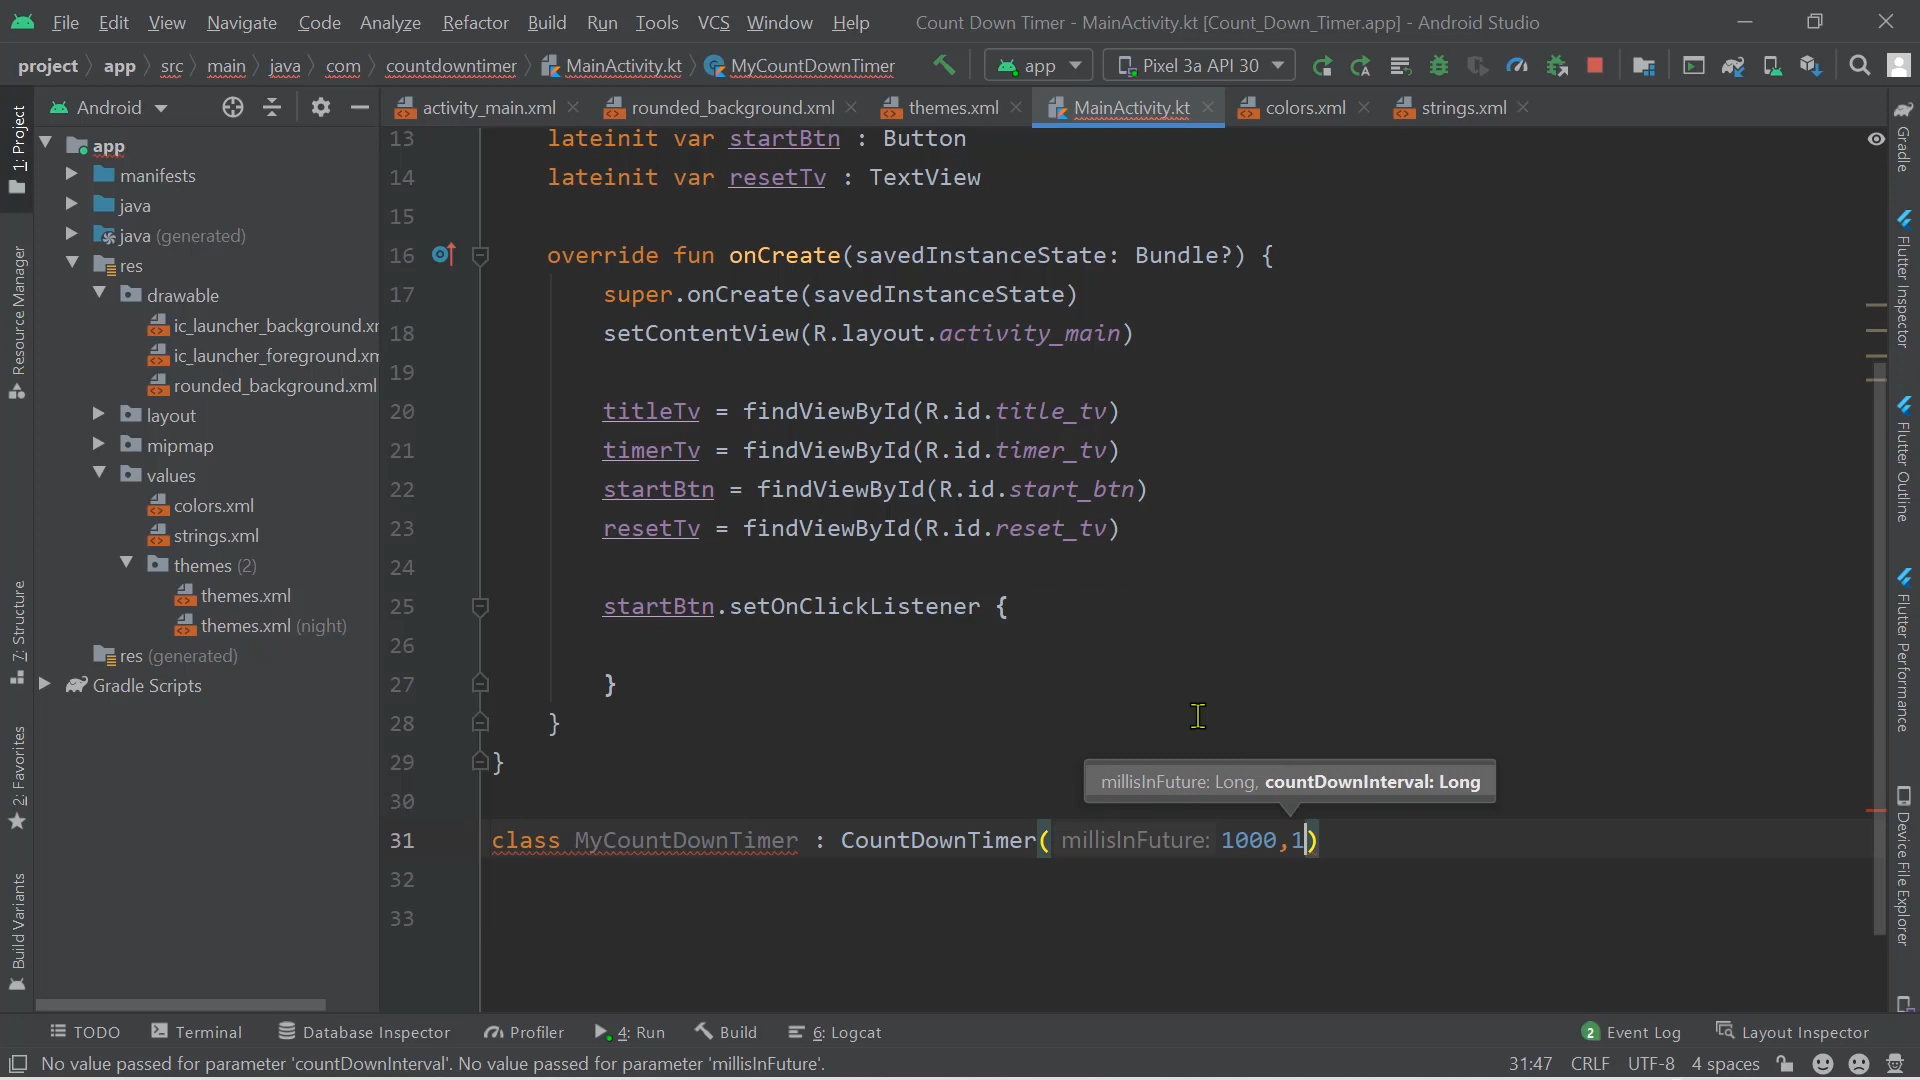 File Edit View Navigate Code Analyze Refactor Build Run Tools VCS Window Help Count Down Timer - MainActivity.kt [Count_Down_Timer.app] - Android Studio
project app src main java com countdowntimer MainActivity.kt MyCountDownTimer app Pixel 3a API 30
Android activity_main.xml rounded_background.xml themes.xml MainActivity.kt colors.xml strings.xml
1: Project
Resource Manager
7: Structure
2: Favorites
Build Variants
app
manifests
java
java (generated)
res
drawable
ic_launcher_background.xr
ic_launcher_foreground.xm
rounded_background.xml
layout
mipmap
values
colors.xml
strings.xml
themes (2)
themes.xml
themes.xml (night)
res (generated)
Gradle Scripts
13 lateinit var startBtn : Button
14 lateinit var resetTv : TextView
15
16 override fun onCreate(savedInstanceState: Bundle?) {
17 super.onCreate(savedInstanceState)
18 setContentView(R.layout.activity_main)
19
20 titleTv = findViewById(R.id.title_tv)
21 timerTv = findViewById(R.id.timer_tv)
22 startBtn = findViewById(R.id.start_btn)
23 resetTv = findViewById(R.id.reset_tv)
24
25 startBtn.setOnClickListener {
26
27 }
28 }
29 }
millisInFuture: Long, countDownInterval: Long
30
31 class MyCountDownTimer : CountDownTimer( millisInFuture: 1000,1)
32
33
Gradle
Flutter Inspector
Flutter Outline
Flutter Performance
Device File Explorer
TODO Terminal Database Inspector Profiler 4: Run Build 6: Logcat 2 Event Log Layout Inspector
No value passed for parameter 'countDownInterval'. No value passed for parameter 'millisInFuture'. 31:47 CRLF UTF-8 4 spaces